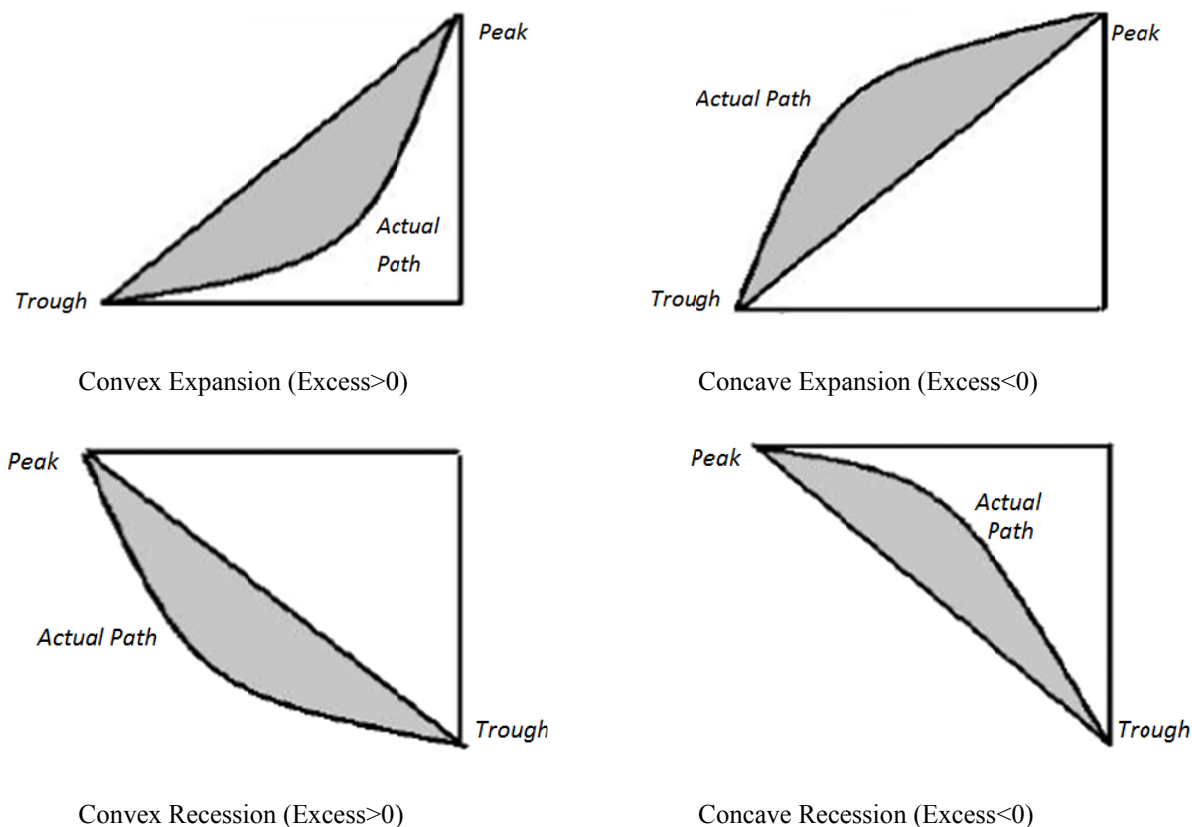 Peak
Actual
Path
Trough
Convex Expansion (Excess>0)
Peak
Actual Path
Trough
Concave Expansion (Excess<0)
Peak
Actual Path
Trough
Convex Recession (Excess>0)
Peak
Actual
Path
Trough
Concave Recession (Excess<0)